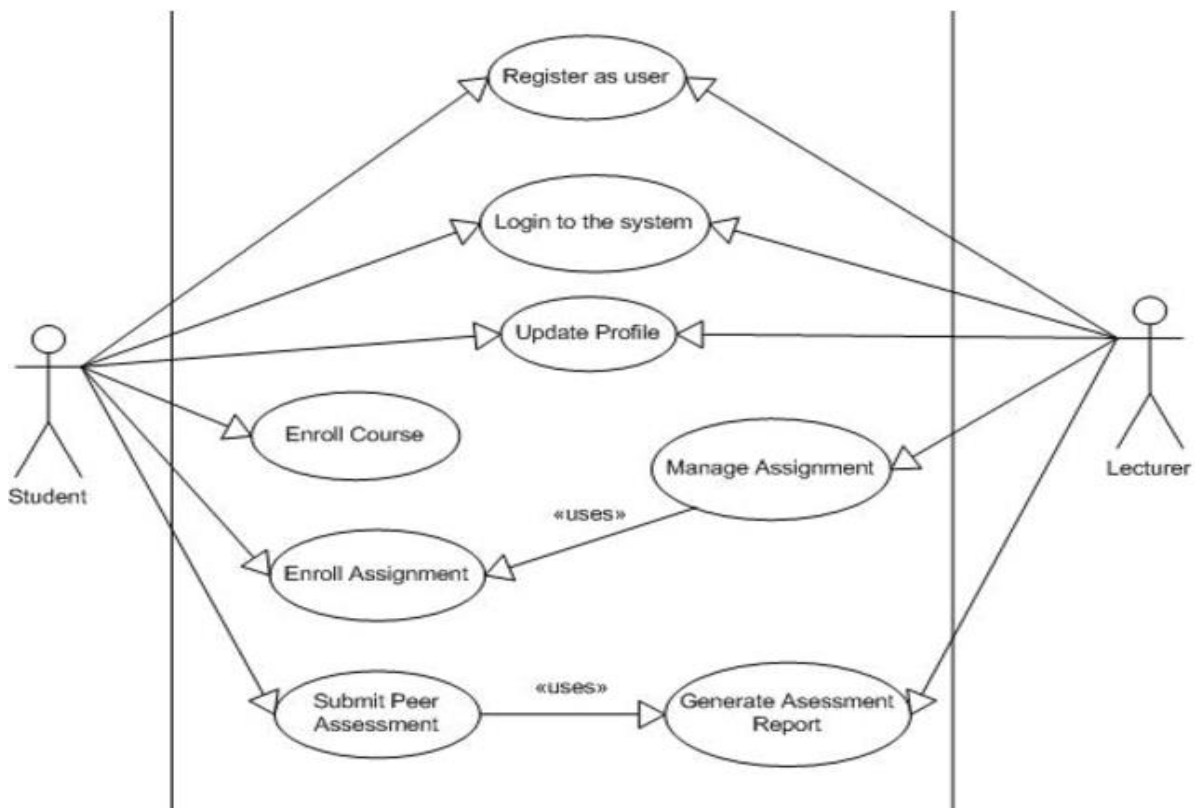 Register as user
Login to the system
Update Profile
Enroll Course
Manage Assignment
Lecturer
Student
«uses»
Enroll Assignment
Submit Peer
Assessment
«uses»
Generate Asessment
Report